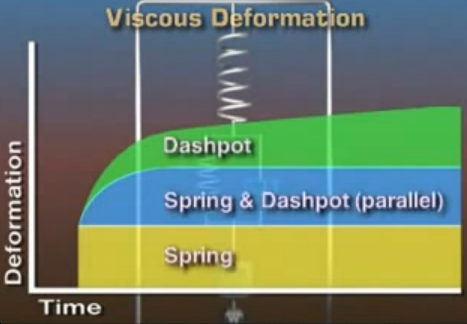 Viscous Deformation
Dashpot
Spring & Dashpot (parallel)
Spring
Deformation
Time